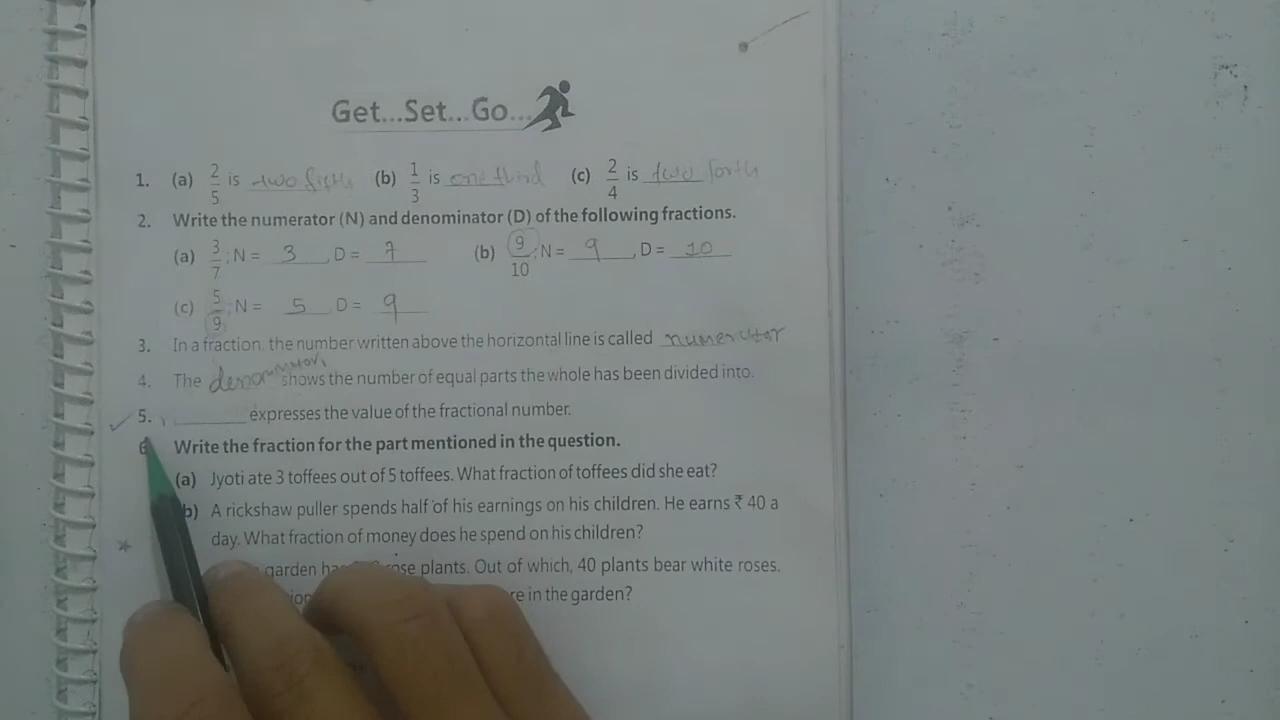 Get...Set...Go...
1. (a) 2/5 is two fifth (b) 1/3 is one third (c) 2/4 is two forth
2. Write the numerator (N) and denominator (D) of the following fractions.
(a) 3/7; N = 3, D = 7 (b) 9/10; N = 9, D = 10
(c) 5/9; N = 5 D = 9
3. In a fraction, the number written above the horizontal line is called numerator
4. The denominator shows the number of equal parts the whole has been divided into.
5. ______ expresses the value of the fractional number.
6 Write the fraction for the part mentioned in the question.
(a) Jyoti ate 3 toffees out of 5 toffees. What fraction of toffees did she eat?
b) A rickshaw puller spends half of his earnings on his children. He earns ₹ 40 a
day. What fraction of money does he spend on his children?
garden plants. Out of which, 40 plants bear white roses.
in the garden?